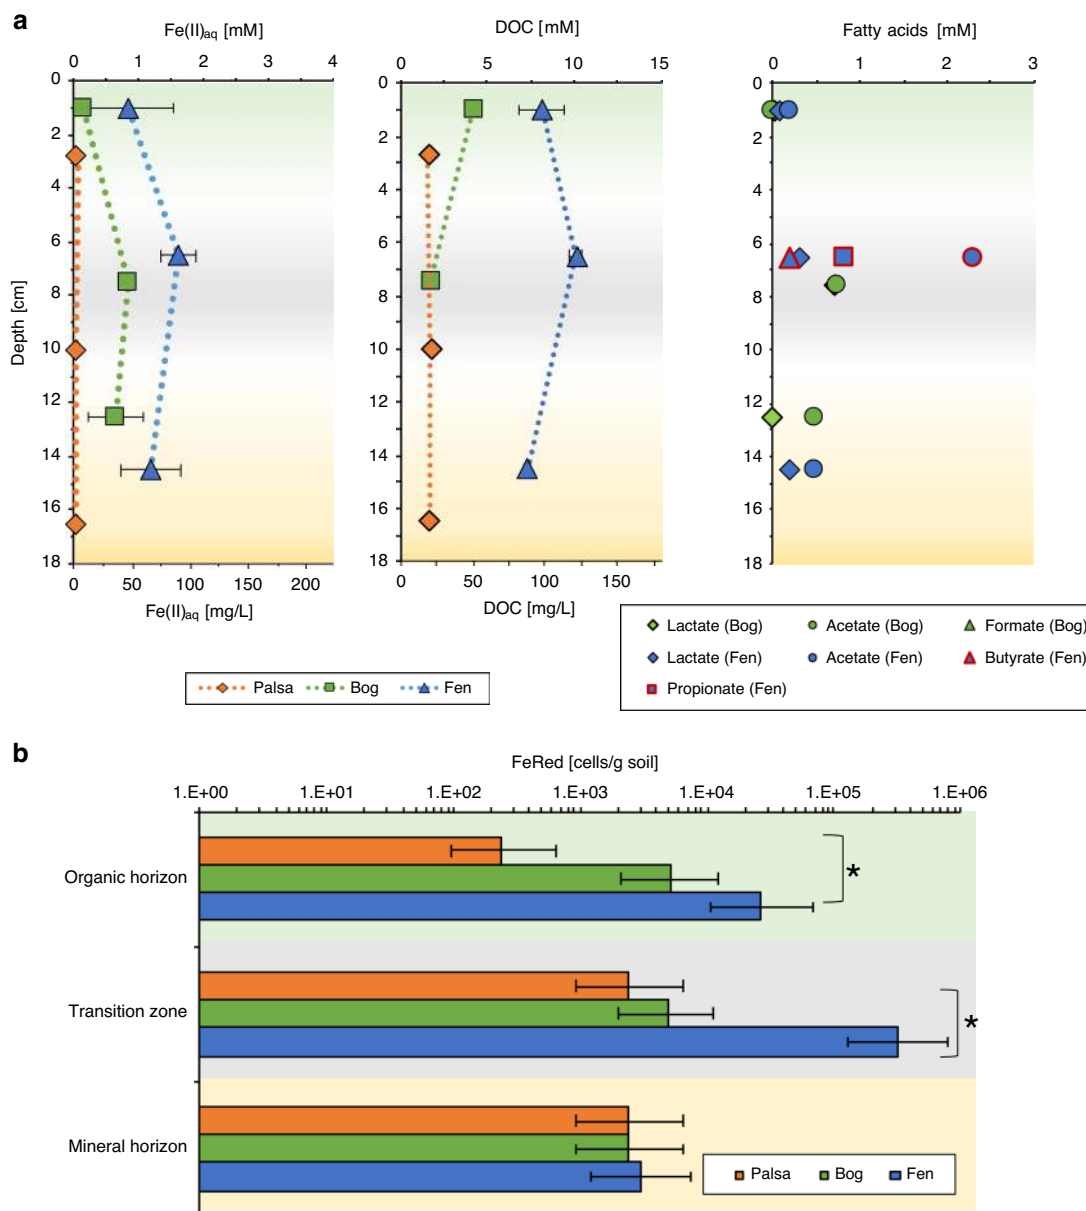 a
Fe(II)aq [mM]
DOC [mM]
Fatty acids [mM]
0 1 2 3 4
0 5 10 15
0 1 2 3
Depth [cm]
0
2
4
6
8
10
12
14
16
18
0
2
4
6
8
10
12
14
16
18
0
2
4
6
8
10
12
14
16
18
0 50 100 150 200
0 50 100 150
Fe(II)aq [mg/L]
DOC [mg/L]
Palsa Bog Fen
Lactate (Bog) Acetate (Bog) Formate (Bog)
Lactate (Fen) Acetate (Fen) Butyrate (Fen)
Propionate (Fen)
b
FeRed [cells/g soil]
1.E+00 1.E+01 1.E+02 1.E+03 1.E+04 1.E+05 1.E+06
Organic horizon
*
Transition zone
*
Mineral horizon
Palsa Bog Fen